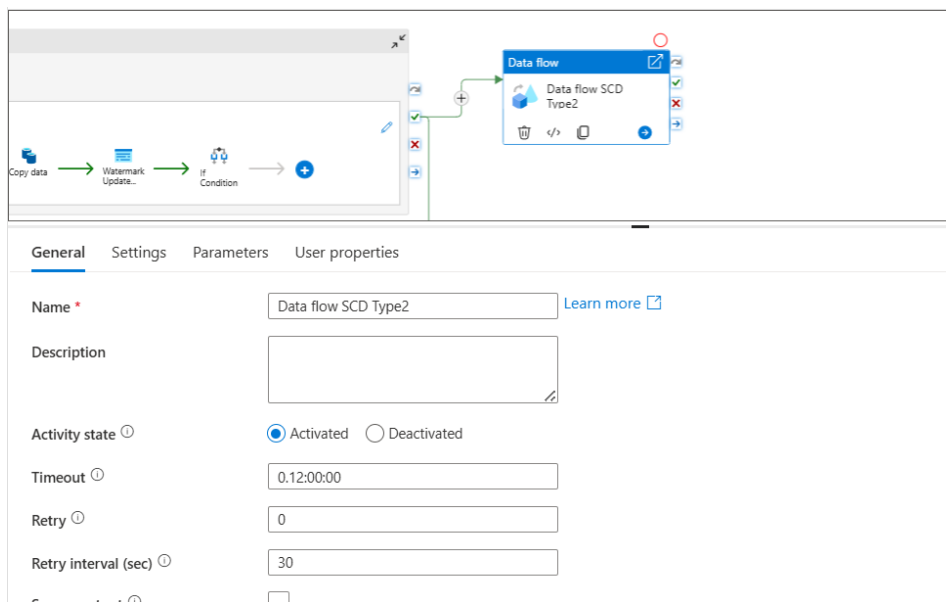 Data flow
Data flow SCD
Type2
Copy data
Watermark
Update...
If
Condition
General
Settings
Parameters
User properties
Name *
Data flow SCD Type2
Learn more
Description
Activity state
Activated
Deactivated
Timeout
0.12:00:00
Retry
0
Retry interval (sec)
30